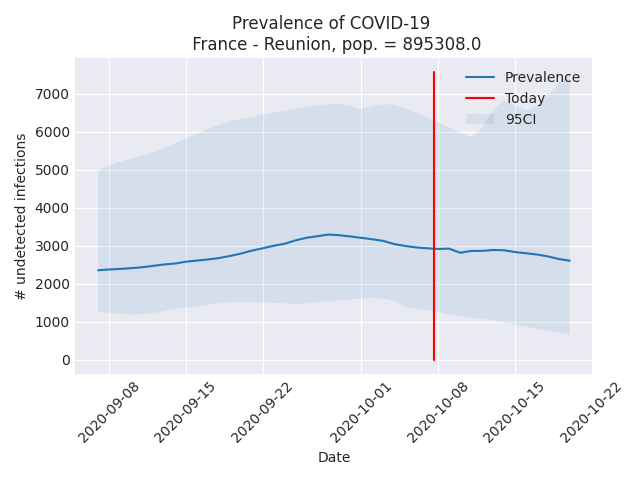 Prevalence of COVID-19
France - Reunion, pop. = 895308.0
Prevalence
Today
95CI
7000
6000
5000
4000
3000
2000
1000
0
# undetected infections
2020-09-08
2020-09-15
2020-09-22
2020-10-01
2020-10-08
2020-10-15
2020-10-22
Date